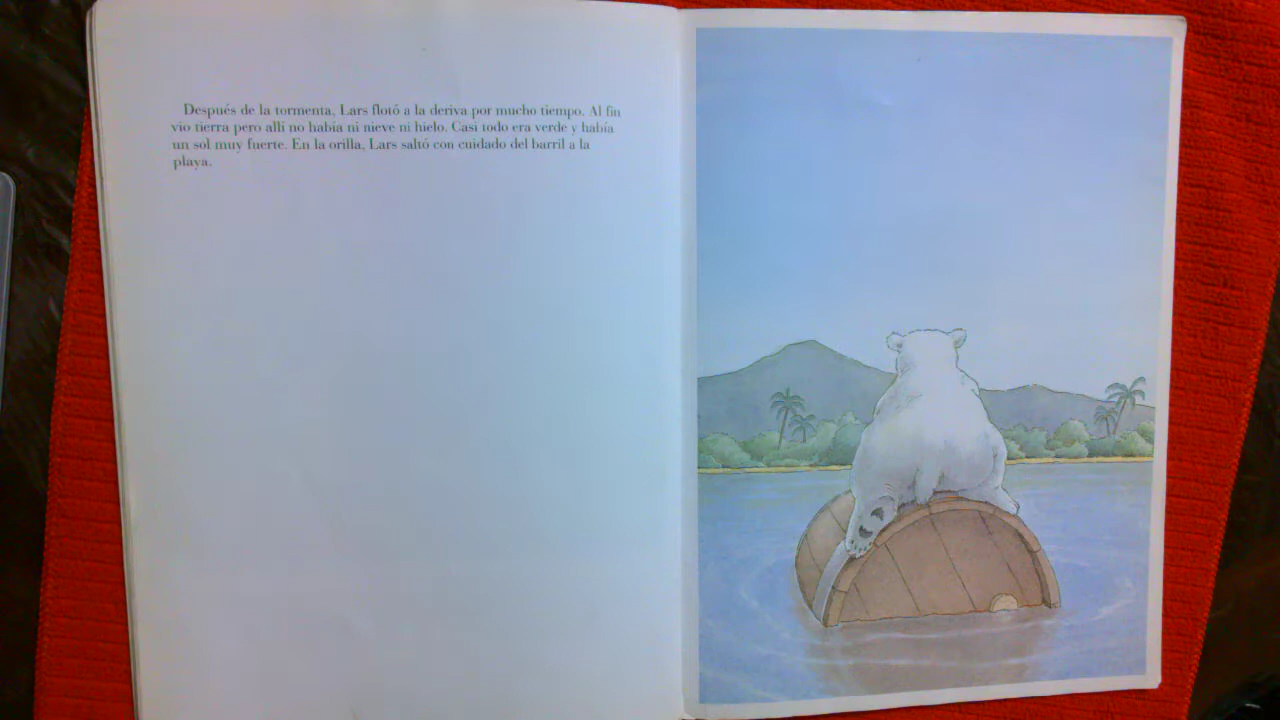 Después de la tormenta, Lars flotó a la deriva por mucho tiempo. Al fin
vio tierra pero allí no había ni nieve ni hielo. Casi todo era verde y había
un sol muy fuerte. En la orilla, Lars saltó con cuidado del barril a la
playa.